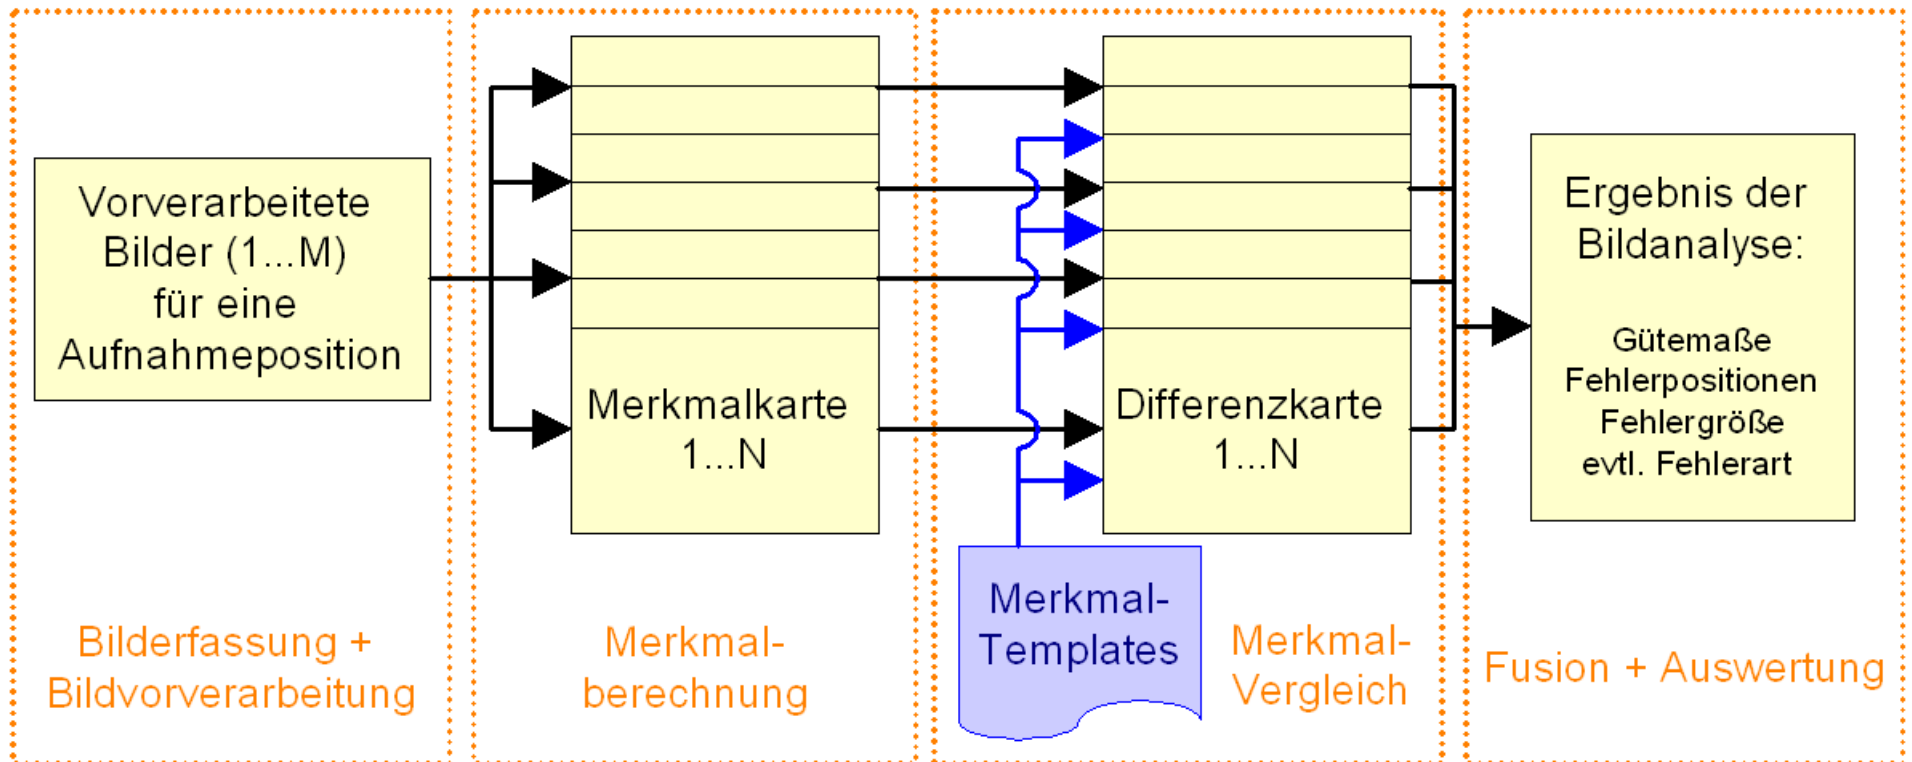 Vorverarbeitete
Bilder (1...M)
für eine
Aufnahmeposition
Bilderfassung +
Bildvorverarbeitung
Merkmalkarte
1...N
Merkmal-
berechnung
Differenzkarte
1...N
Merkmal-
Templates
Merkmal-
Vergleich
Ergebnis der
Bildanalyse:
Gütemaße
Fehlerpositionen
Fehlergröße
evtl. Fehlerart
Fusion + Auswertung